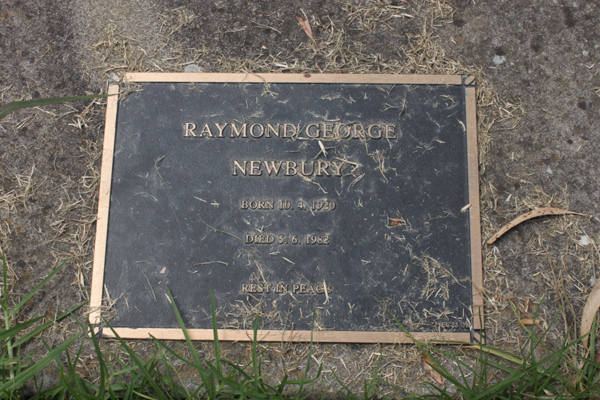 RAYMOND GEORGE
NEWBURY
BORN 10. 4. 1920
DIED 5. 6. 1982
REST IN PEACE